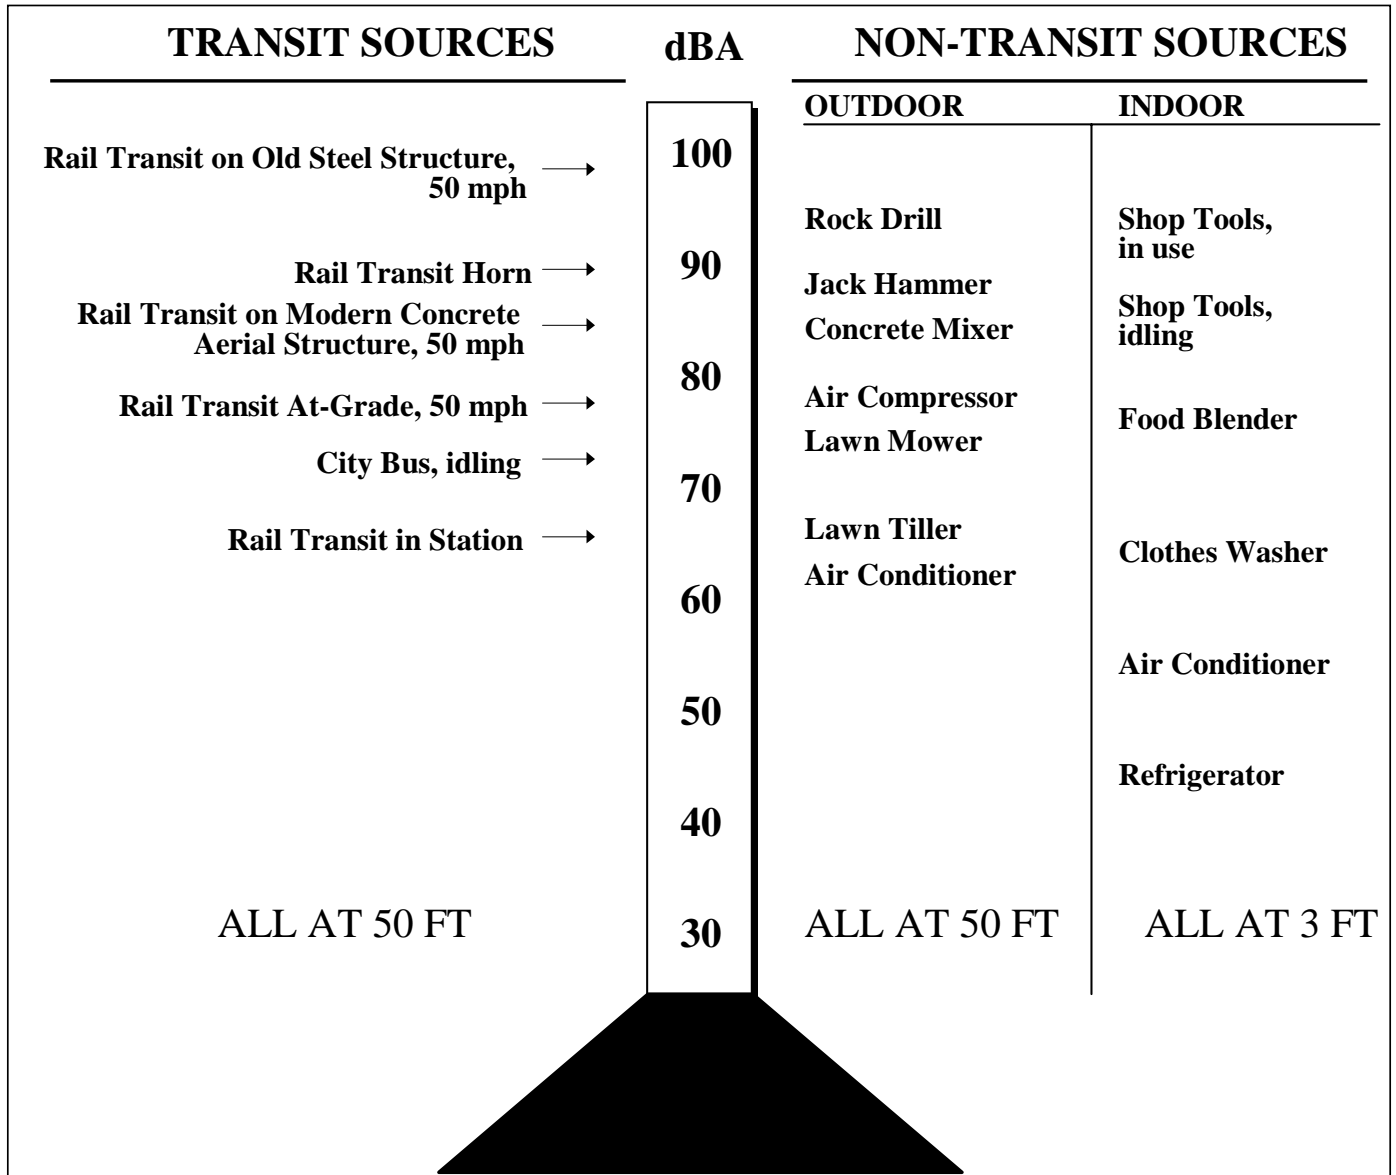 TRANSIT SOURCES
dBA
NON-TRANSIT SOURCES
OUTDOOR
INDOOR
Rail Transit on Old Steel Structure,
50 mph
Rail Transit Horn
Rail Transit on Modern Concrete
Aerial Structure, 50 mph
Rail Transit At-Grade, 50 mph
City Bus, idling
Rail Transit in Station
ALL AT 50 FT
100
90
80
70
60
50
40
30
Rock Drill
Jack Hammer
Concrete Mixer
Air Compressor
Lawn Mower
Lawn Tiller
Air Conditioner
ALL AT 50 FT
Shop Tools,
in use
Shop Tools,
idling
Food Blender
Clothes Washer
Air Conditioner
Refrigerator
ALL AT 3 FT